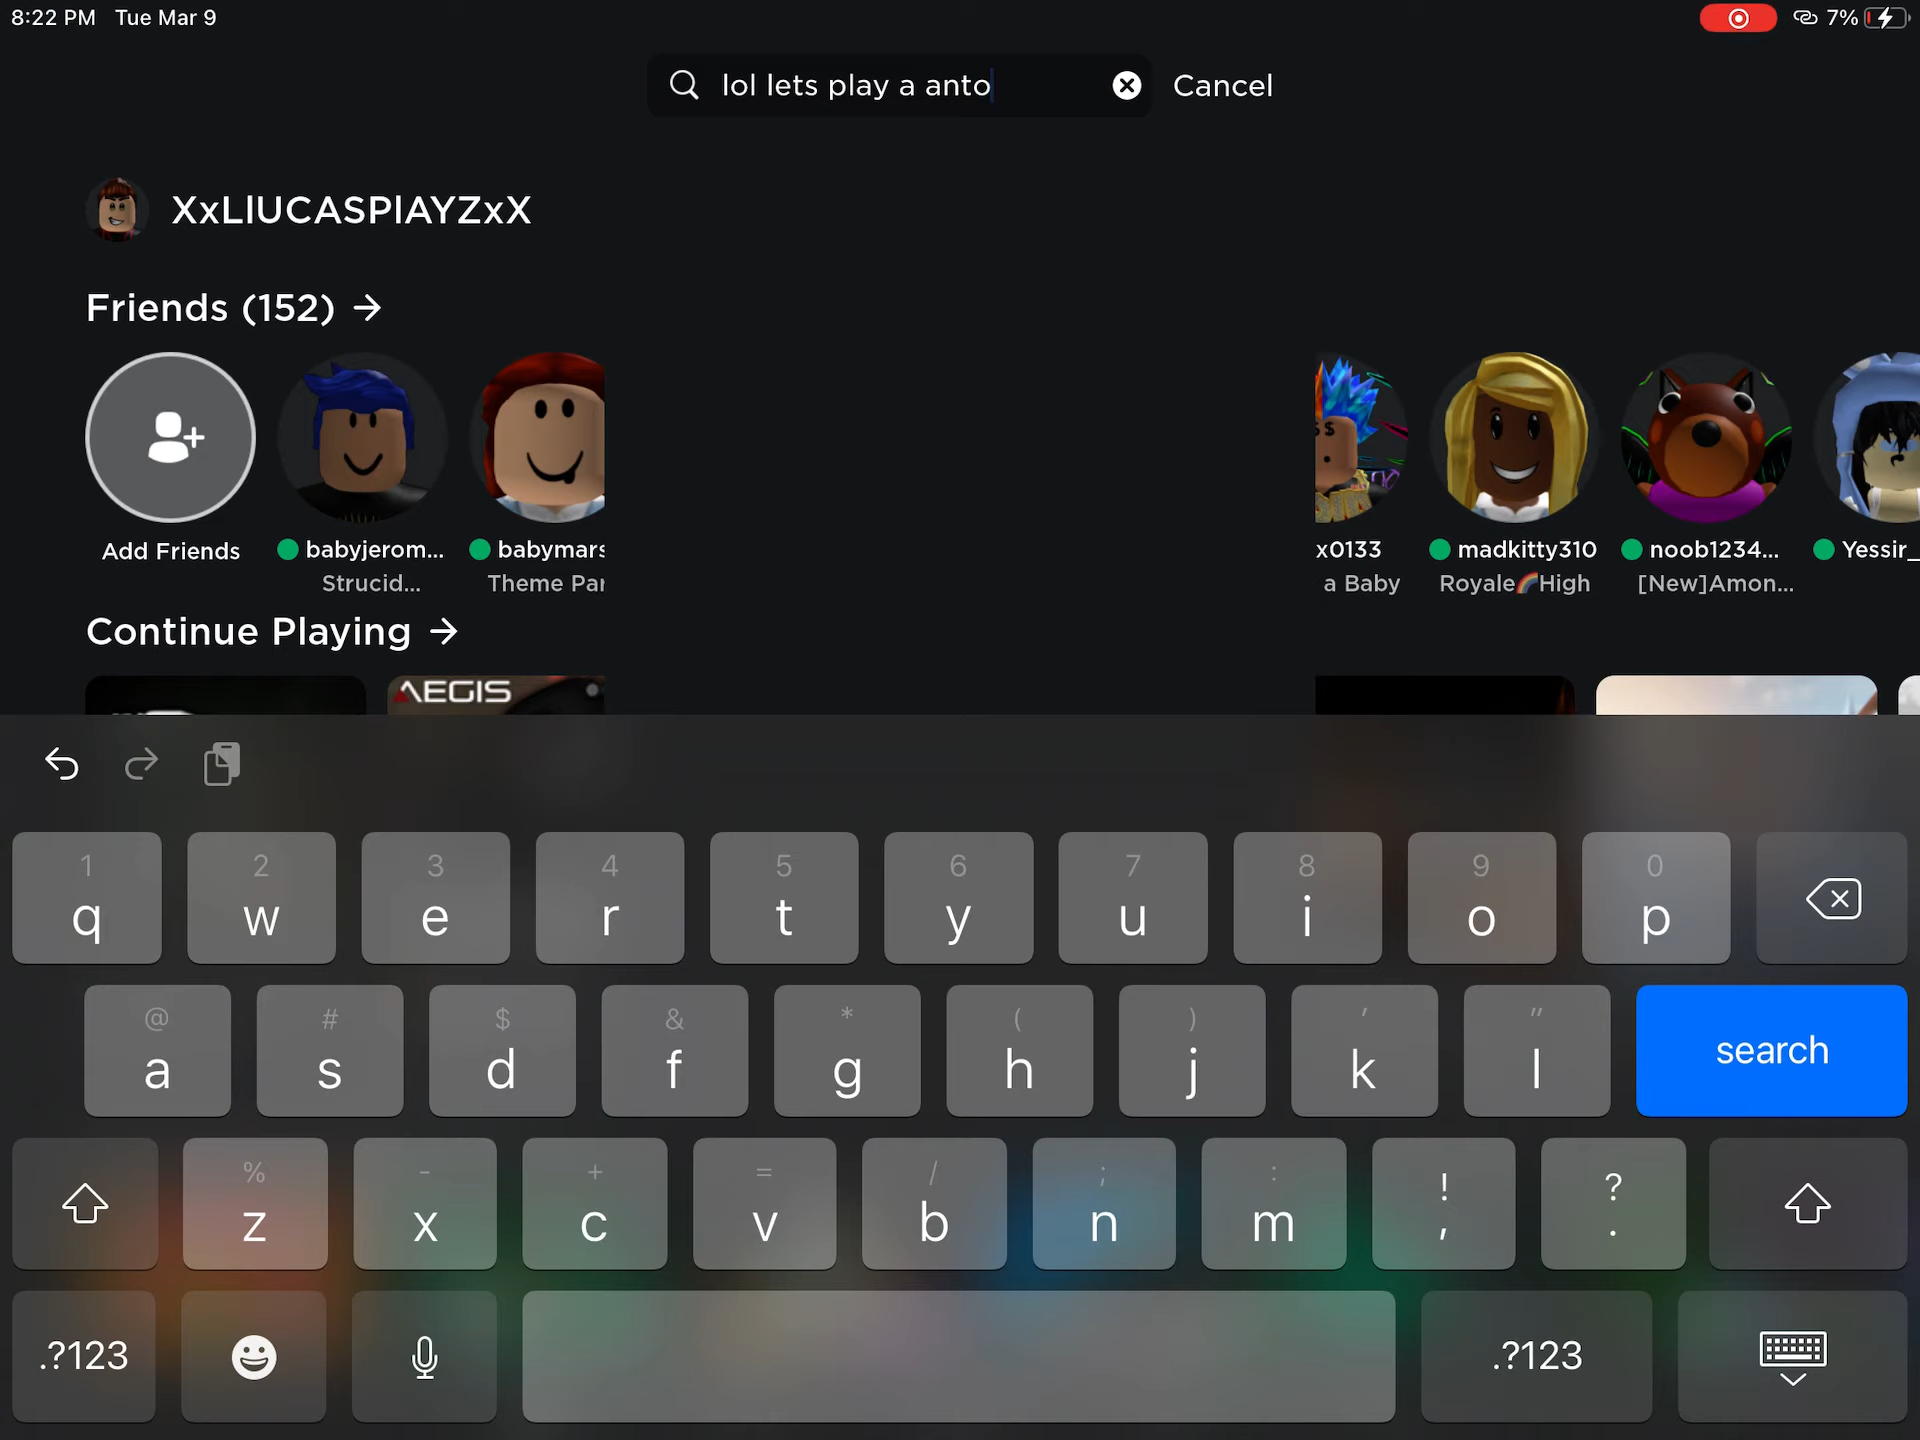 8:22 PM Tue Mar 9
7%
lol lets play a anto
Cancel
XxLlUCASPlAYZxX
Friends (152) →
Add Friends
babyjerom...
Strucid...
babymars
Theme Par
x0133
a Baby
madkitty310
Royale🌈High
noob1234...
[New]Amon...
Yessir_
Continue Playing →
AEGIS
1 2 3 4 5 6 7 8 9 0
q w e r t y u i o p
@ # $ & * ( ) ' "
a s d f g h j k l search
% - + = / ; : ! ?
z x c v b n m , .
.?123 .?123